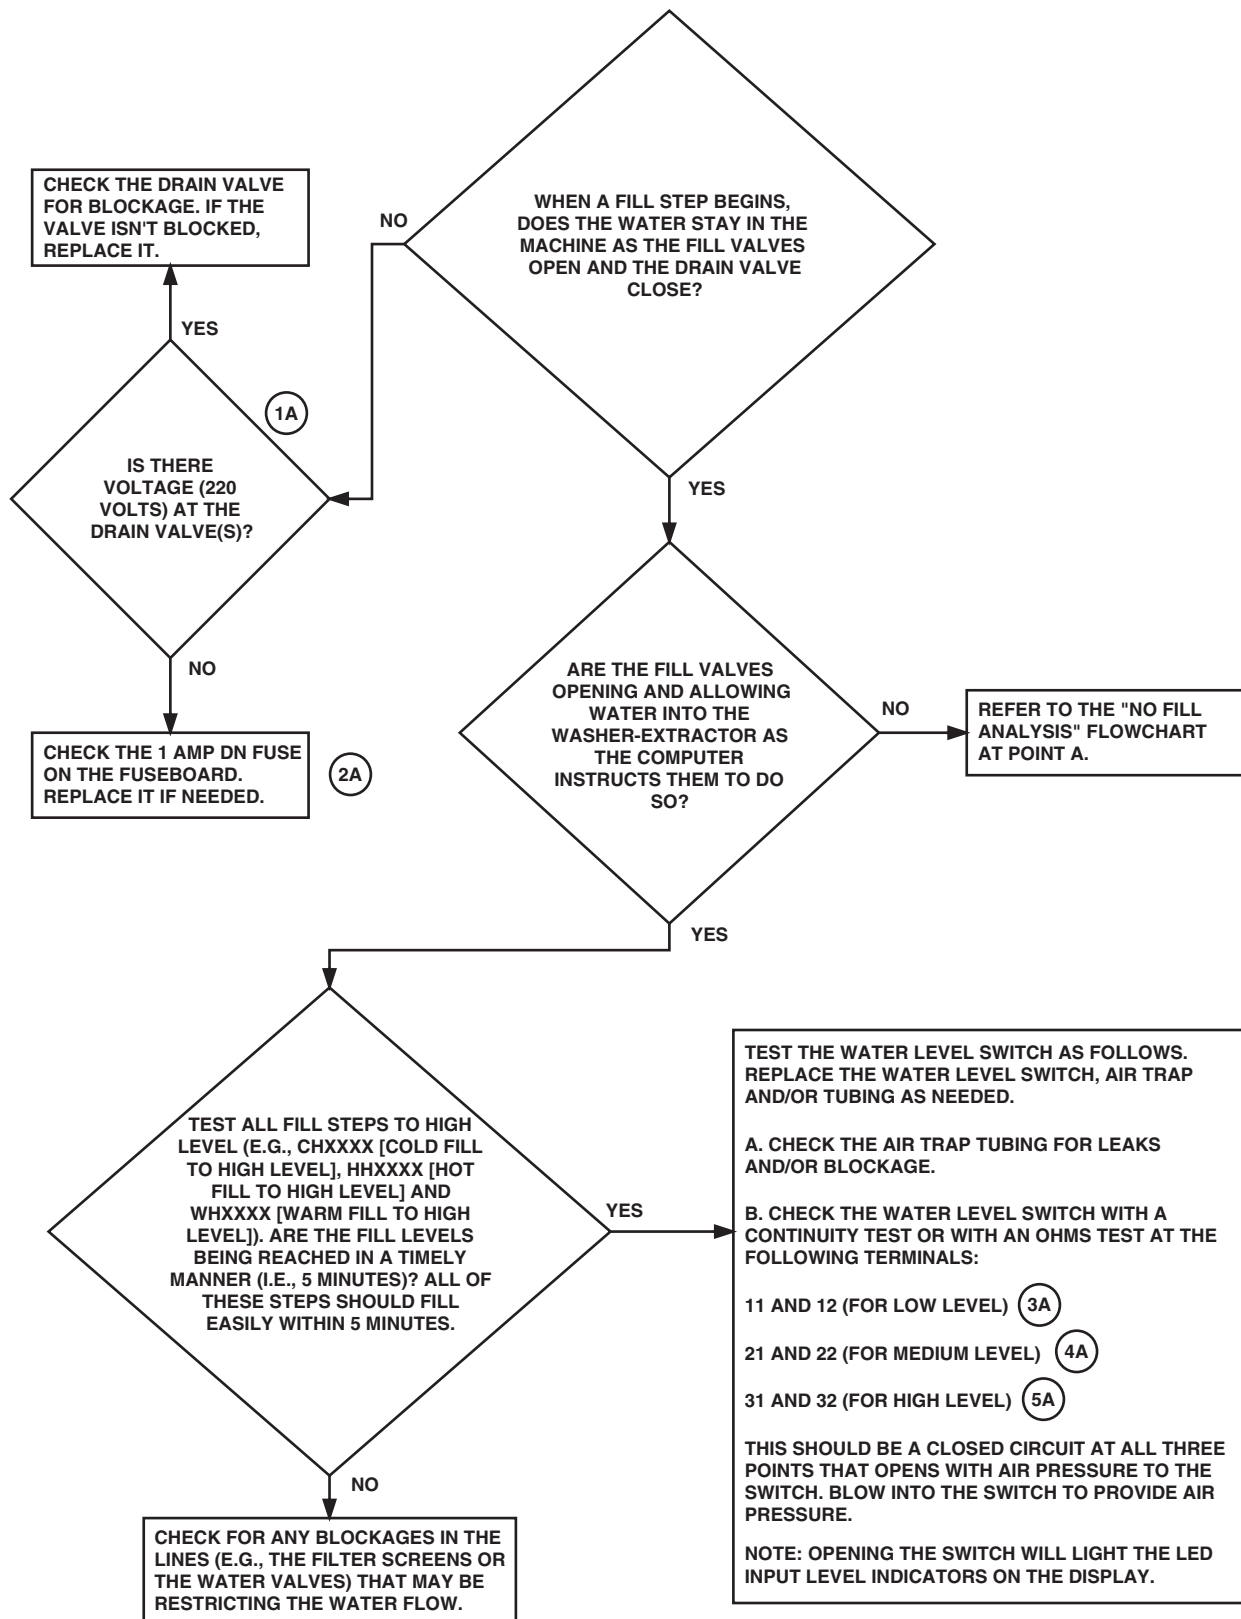 WHEN A FILL STEP BEGINS,
DOES THE WATER STAY IN THE
MACHINE AS THE FILL VALVES
OPEN AND THE DRAIN VALVE
CLOSE?
NO
CHECK THE DRAIN VALVE
FOR BLOCKAGE. IF THE
VALVE ISN'T BLOCKED,
REPLACE IT.
YES
1A
IS THERE
VOLTAGE (220
VOLTS) AT THE
DRAIN VALVE(S)?
NO
CHECK THE 1 AMP DN FUSE
ON THE FUSEBOARD.
REPLACE IT IF NEEDED.
2A
YES
ARE THE FILL VALVES
OPENING AND ALLOWING
WATER INTO THE
WASHER-EXTRACTOR AS
THE COMPUTER
INSTRUCTS THEM TO DO
SO?
NO
REFER TO THE "NO FILL
ANALYSIS" FLOWCHART
AT POINT A.
YES
TEST ALL FILL STEPS TO HIGH
LEVEL (E.G., CHXXXX [COLD FILL
TO HIGH LEVEL], HHXXXX [HOT
FILL TO HIGH LEVEL] AND
WHXXXX [WARM FILL TO HIGH
LEVEL]). ARE THE FILL LEVELS
BEING REACHED IN A TIMELY
MANNER (I.E., 5 MINUTES)? ALL OF
THESE STEPS SHOULD FILL
EASILY WITHIN 5 MINUTES.
YES
TEST THE WATER LEVEL SWITCH AS FOLLOWS.
REPLACE THE WATER LEVEL SWITCH, AIR TRAP
AND/OR TUBING AS NEEDED.
A. CHECK THE AIR TRAP TUBING FOR LEAKS
AND/OR BLOCKAGE.
B. CHECK THE WATER LEVEL SWITCH WITH A
CONTINUITY TEST OR WITH AN OHMS TEST AT THE
FOLLOWING TERMINALS:
11 AND 12 (FOR LOW LEVEL) 3A
21 AND 22 (FOR MEDIUM LEVEL) 4A
31 AND 32 (FOR HIGH LEVEL) 5A
THIS SHOULD BE A CLOSED CIRCUIT AT ALL THREE
POINTS THAT OPENS WITH AIR PRESSURE TO THE
SWITCH. BLOW INTO THE SWITCH TO PROVIDE AIR
PRESSURE.
NOTE: OPENING THE SWITCH WILL LIGHT THE LED
INPUT LEVEL INDICATORS ON THE DISPLAY.
NO
CHECK FOR ANY BLOCKAGES IN THE
LINES (E.G., THE FILTER SCREENS OR
THE WATER VALVES) THAT MAY BE
RESTRICTING THE WATER FLOW.